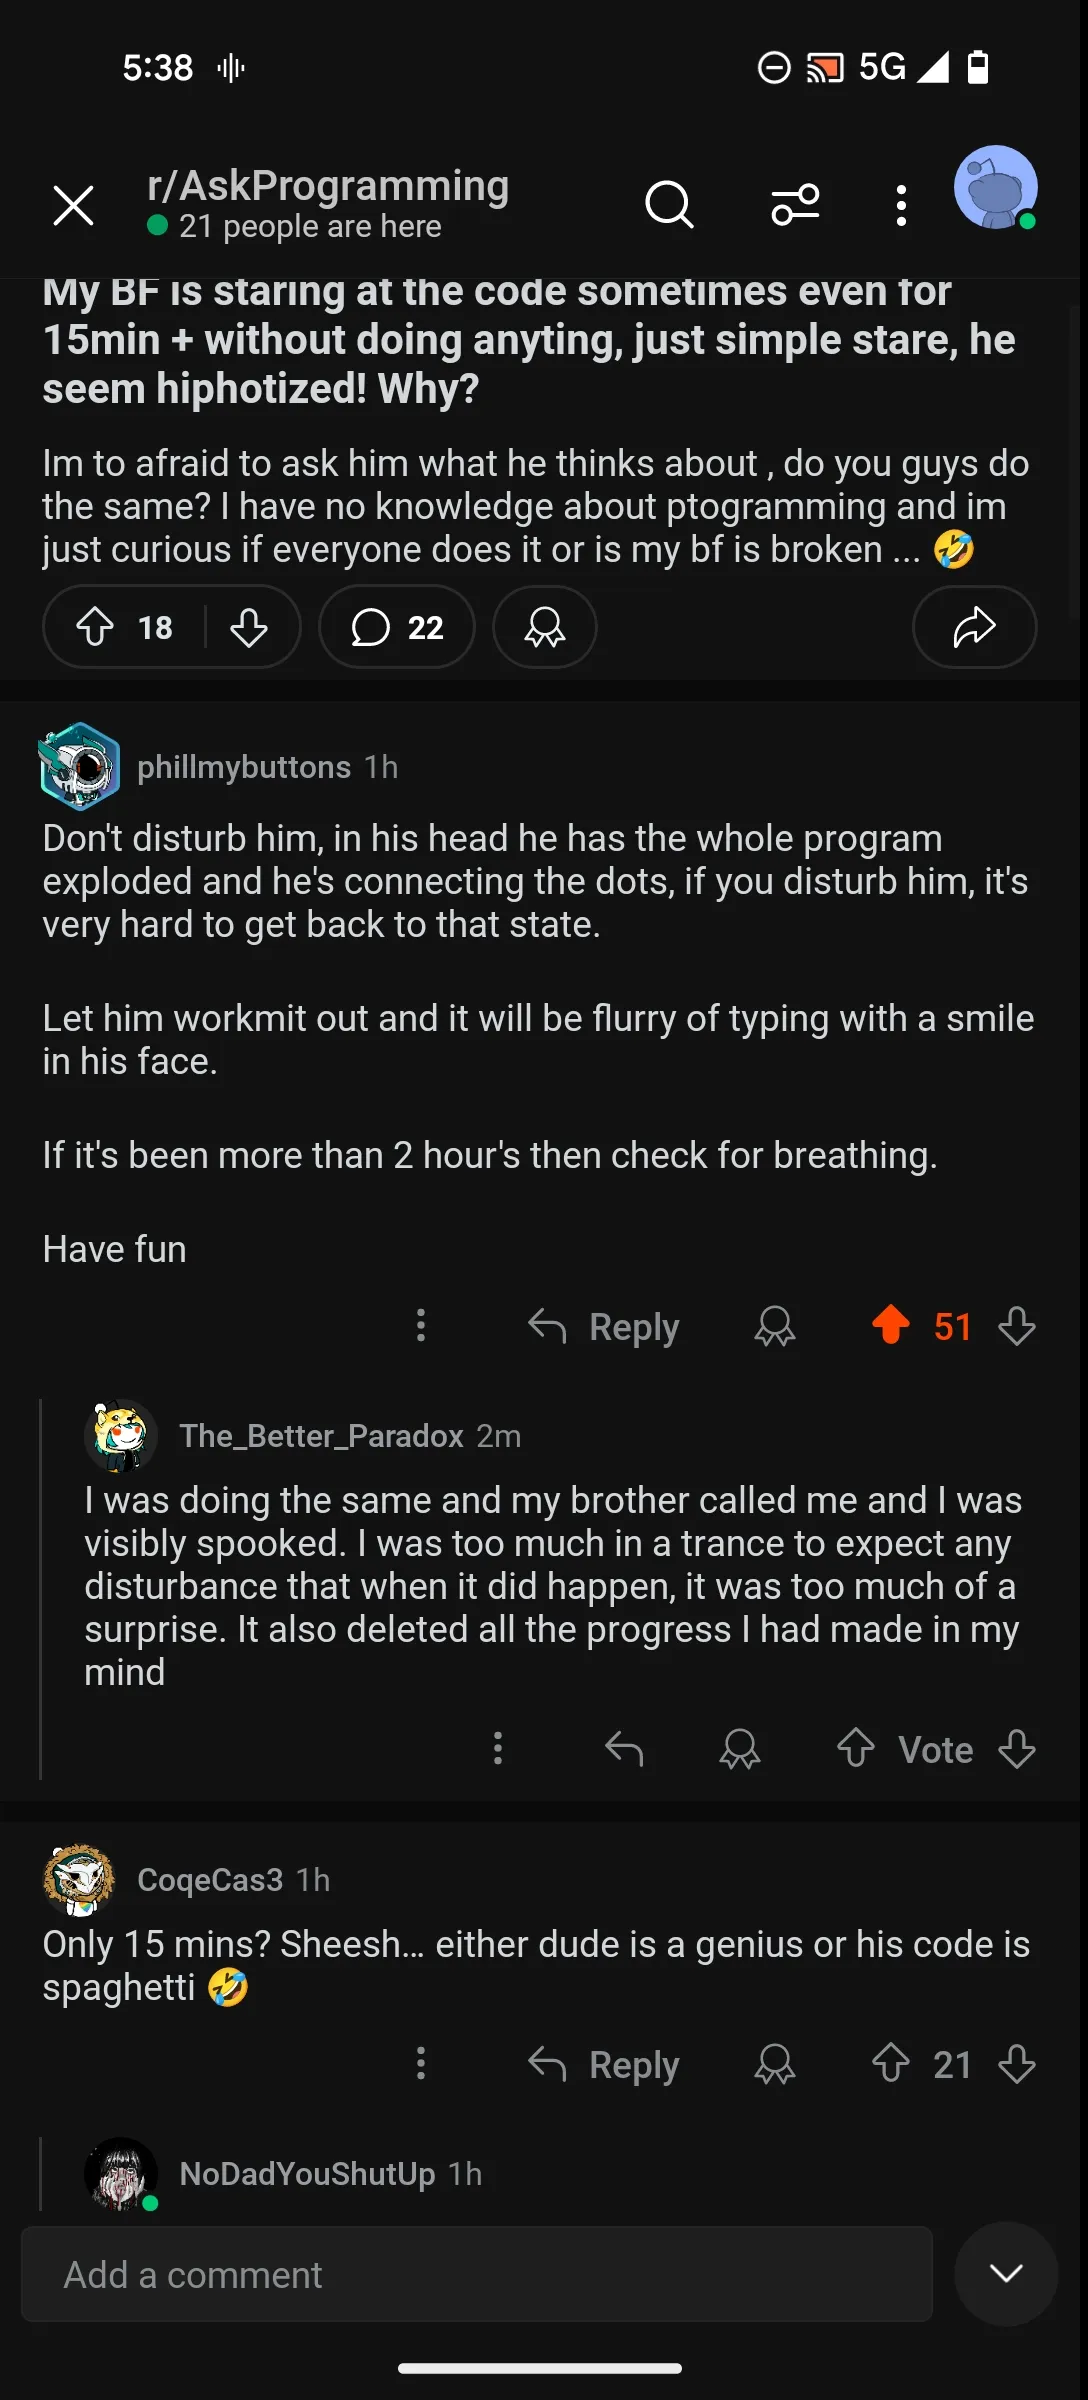 5:38
5G
r/AskProgramming
21 people are here
My BF is staring at the code sometimes even for
15min + without doing anyting, just simple stare, he
seem hiphotized! Why?
Im to afraid to ask him what he thinks about , do you guys do
the same? I have no knowledge about ptogramming and im
just curious if everyone does it or is my bf is broken ... 🤣
18
22
phillmybuttons 1h
Don't disturb him, in his head he has the whole program
exploded and he's connecting the dots, if you disturb him, it's
very hard to get back to that state.
Let him workmit out and it will be flurry of typing with a smile
in his face.
If it's been more than 2 hour's then check for breathing.
Have fun
Reply
51
The_Better_Paradox 2m
I was doing the same and my brother called me and I was
visibly spooked. I was too much in a trance to expect any
disturbance that when it did happen, it was too much of a
surprise. It also deleted all the progress I had made in my
mind
Vote
CoqeCas3 1h
Only 15 mins? Sheesh… either dude is a genius or his code is
spaghetti 🤣
Reply
21
NoDadYouShutUp 1h
Add a comment